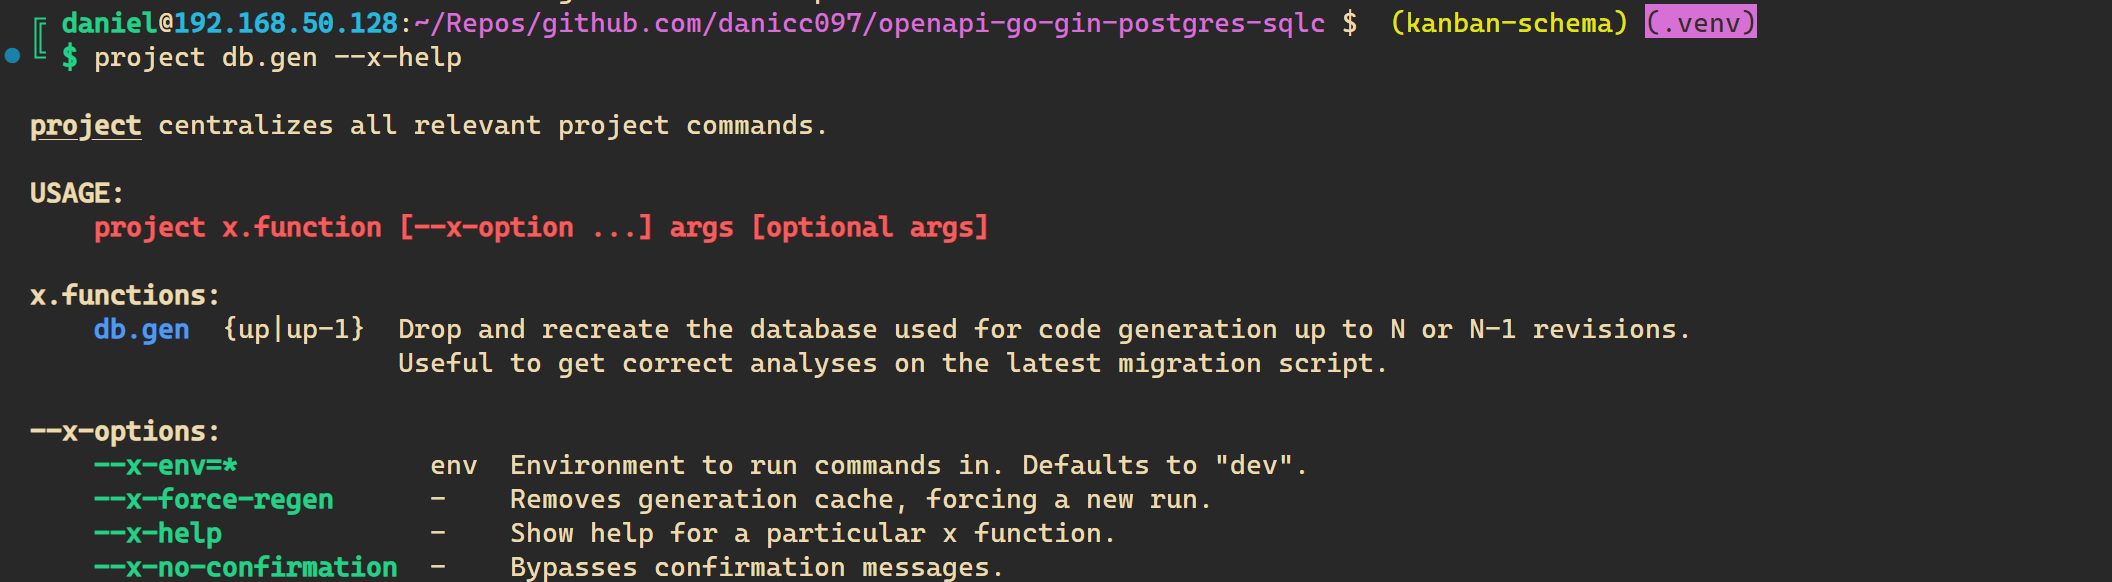 daniel@192.168.50.128:~/Repos/github.com/danicc097/openapi-go-gin-postgres-sqlc $  (kanban-schema) (.venv)
$ project db.gen --x-help
project centralizes all relevant project commands.
USAGE:
project x.function [--x-option ...] args [optional args]
x.functions:
db.gen  {up|up-1}  Drop and recreate the database used for code generation up to N or N-1 revisions.
Useful to get correct analyses on the latest migration script.
--x-options:
--x-env=*            env  Environment to run commands in. Defaults to "dev".
--x-force-regen      -    Removes generation cache, forcing a new run.
--x-help             -    Show help for a particular x function.
--x-no-confirmation  -    Bypasses confirmation messages.